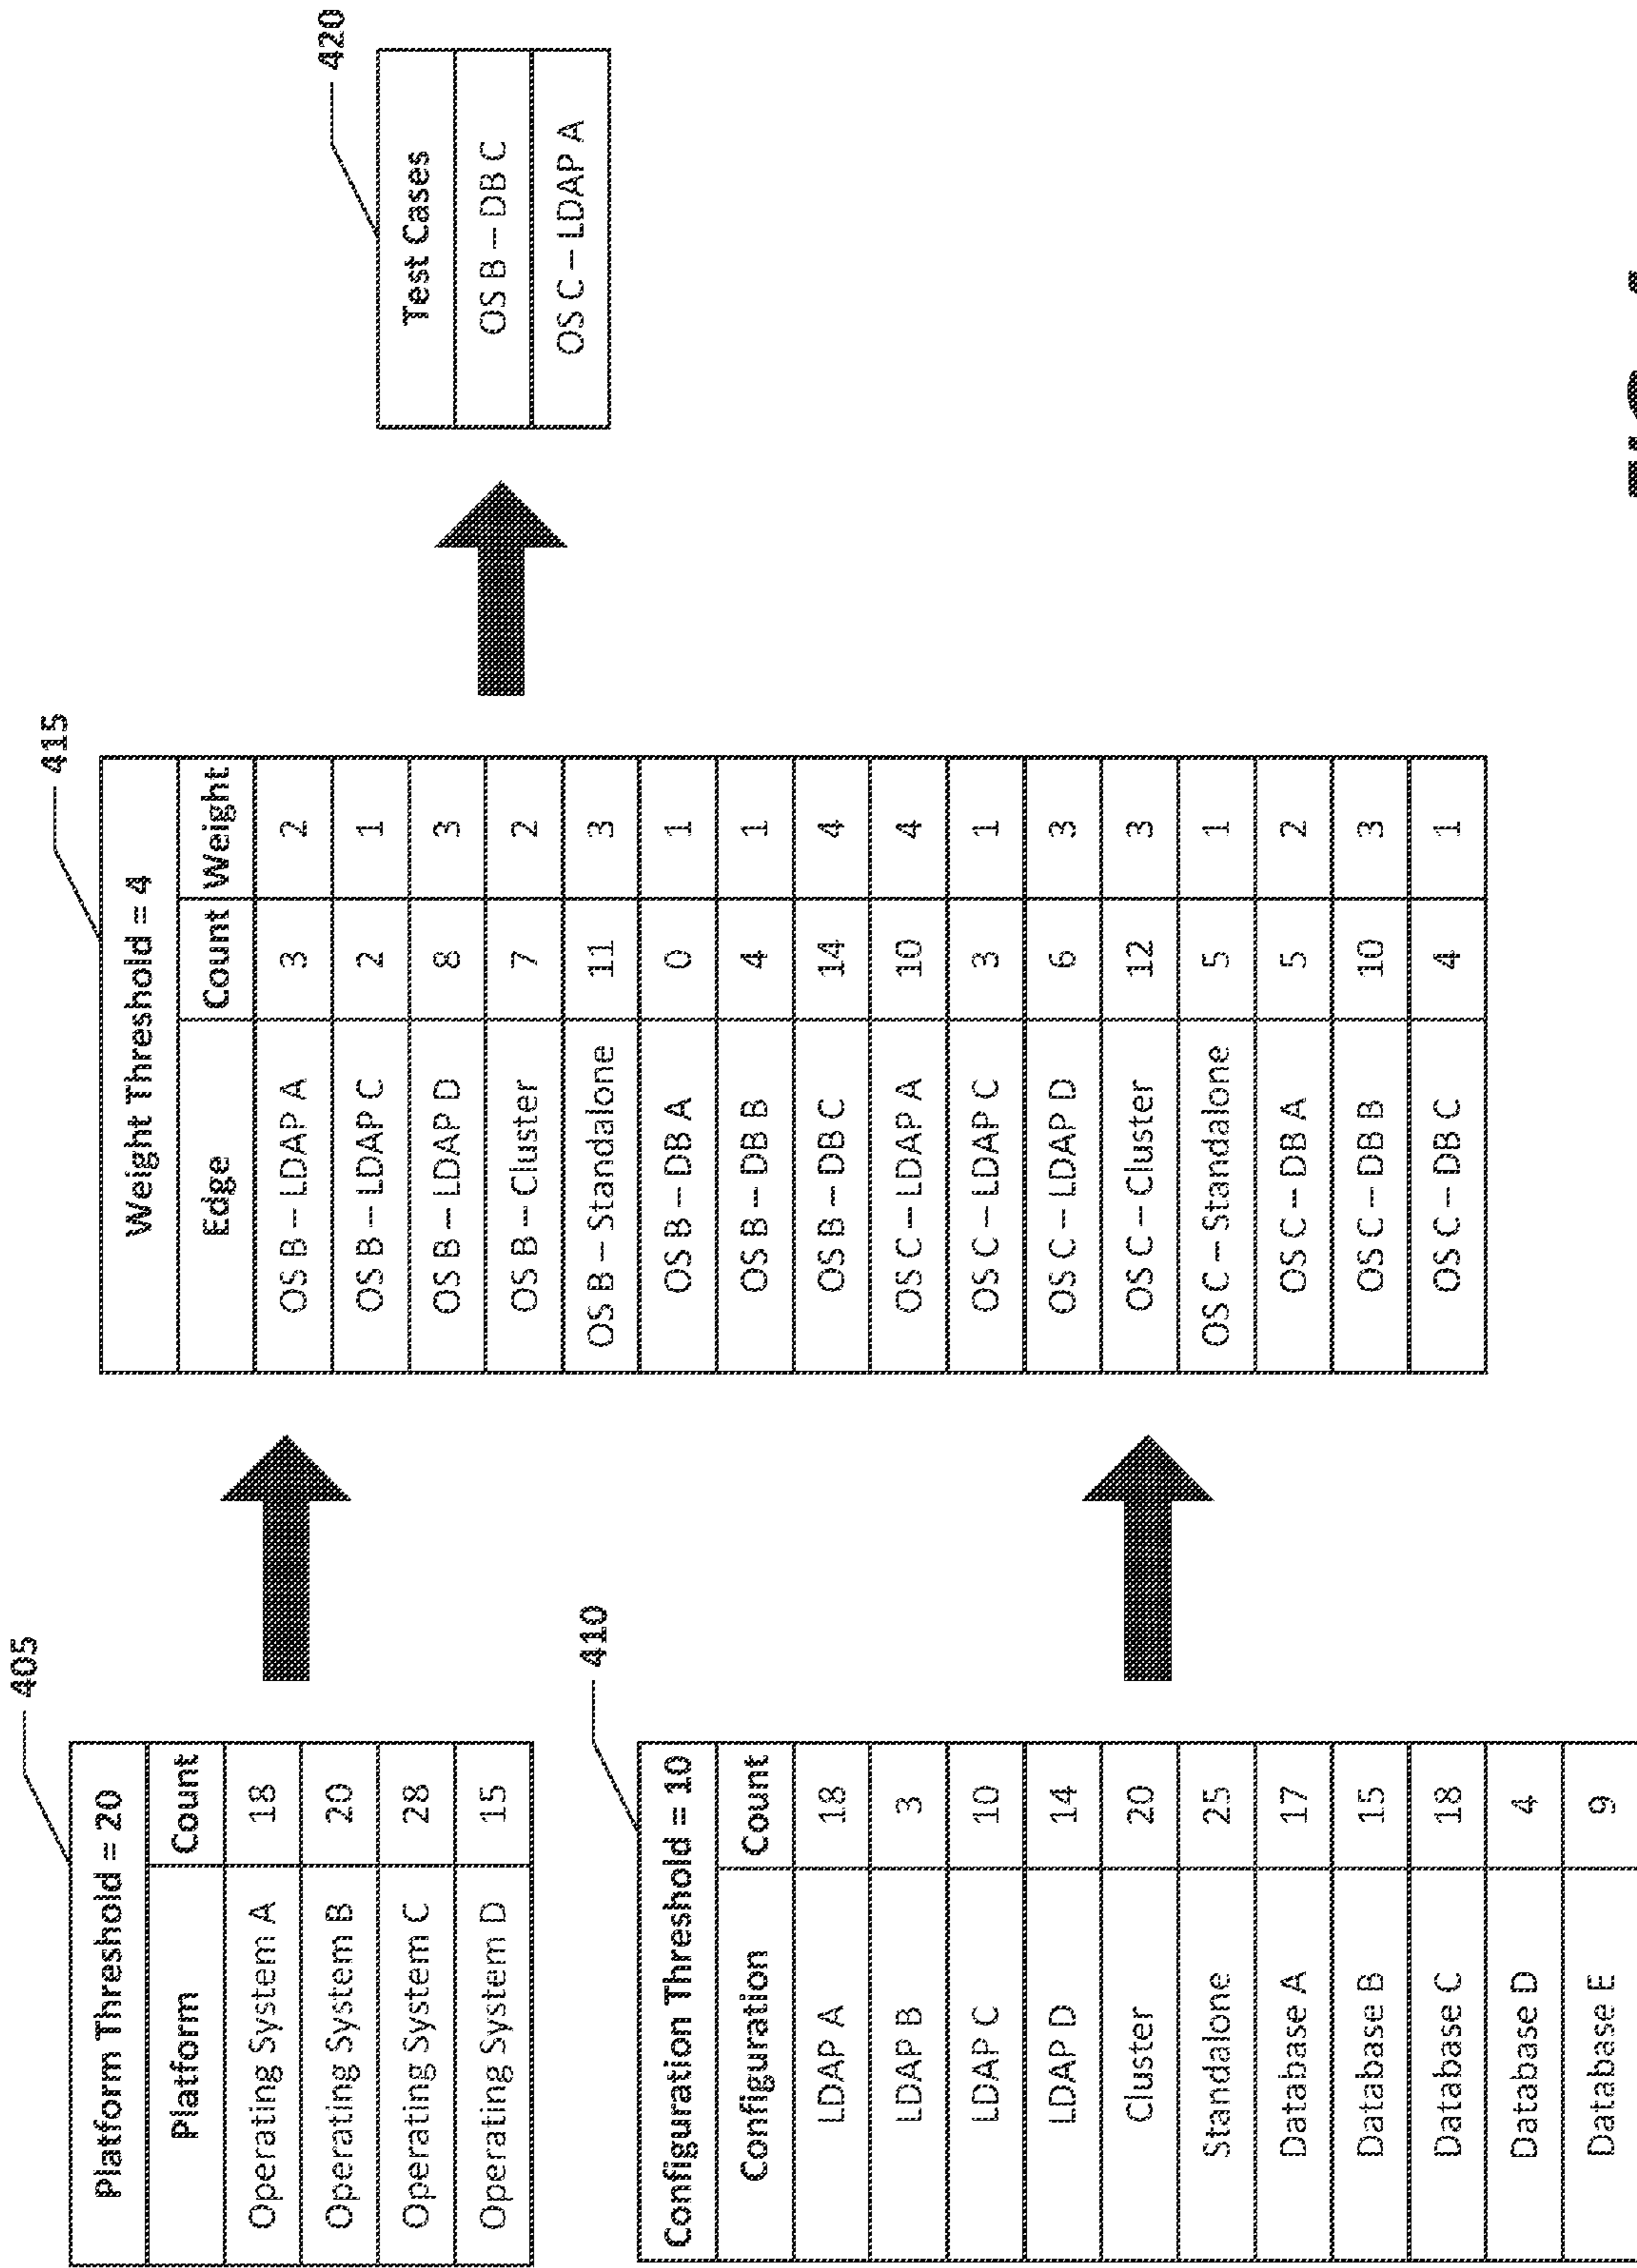 405
Platform Threshold = 20
Platform Count
Operating System A 18
Operating System B 20
Operating System C 28
Operating System D 15
410
Configuration Threshold = 10
Configuration Count
LDAP A 18
LDAP B 3
LDAP C 10
LDAP D 14
Cluster 20
Standalone 25
Database A 17
Database B 15
Database C 18
Database D 4
Database E 9
415
Weight Threshold = 4
Edge Count Weight
OS B – LDAP A 3 2
OS B – LDAP C 2 1
OS B – LDAP D 8 3
OS B – Cluster 7 2
OS B – Standalone 11 3
OS B – DB A 0 1
OS B – DB B 4 1
OS B – DB C 14 4
OS C – LDAP A 10 4
OS C – LDAP C 3 1
OS C – LDAP D 6 3
OS C – Cluster 12 3
OS C – Standalone 5 1
OS C – DB A 5 2
OS C – DB B 10 3
OS C – DB C 4 1
420
Test Cases
OS B – DB C
OS C – LDAP A